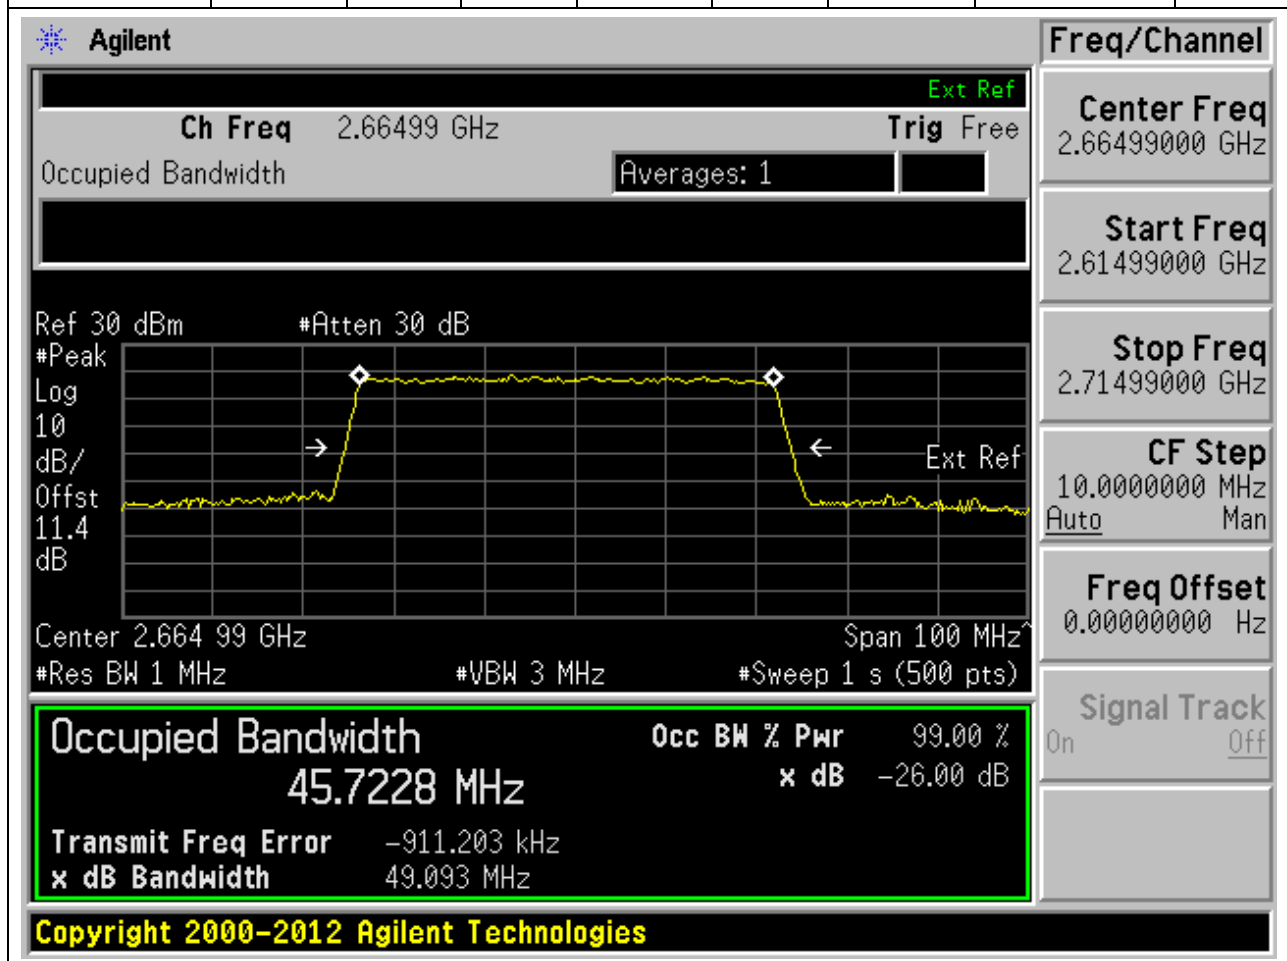 Agilent
Freq/Channel
Ext Ref
Ch Freq 2.66499 GHz Trig Free
Occupied Bandwidth Averages: 1
Center Freq
2.66499000 GHz
Start Freq
2.61499000 GHz
Stop Freq
2.71499000 GHz
CF Step
10.0000000 MHz
Auto Man
Freq Offset
0.00000000 Hz
Signal Track
On Off
Ref 30 dBm #Atten 30 dB
#Peak
Log
10
dB/
Offst
11.4
dB
Ext Ref
Center 2.664 99 GHz Span 100 MHz^
#Res BW 1 MHz #VBW 3 MHz #Sweep 1 s (500 pts)
Occupied Bandwidth Occ BW % Pwr 99.00 %
45.7228 MHz x dB -26.00 dB
Transmit Freq Error -911.203 kHz
x dB Bandwidth 49.093 MHz
Copyright 2000-2012 Agilent Technologies